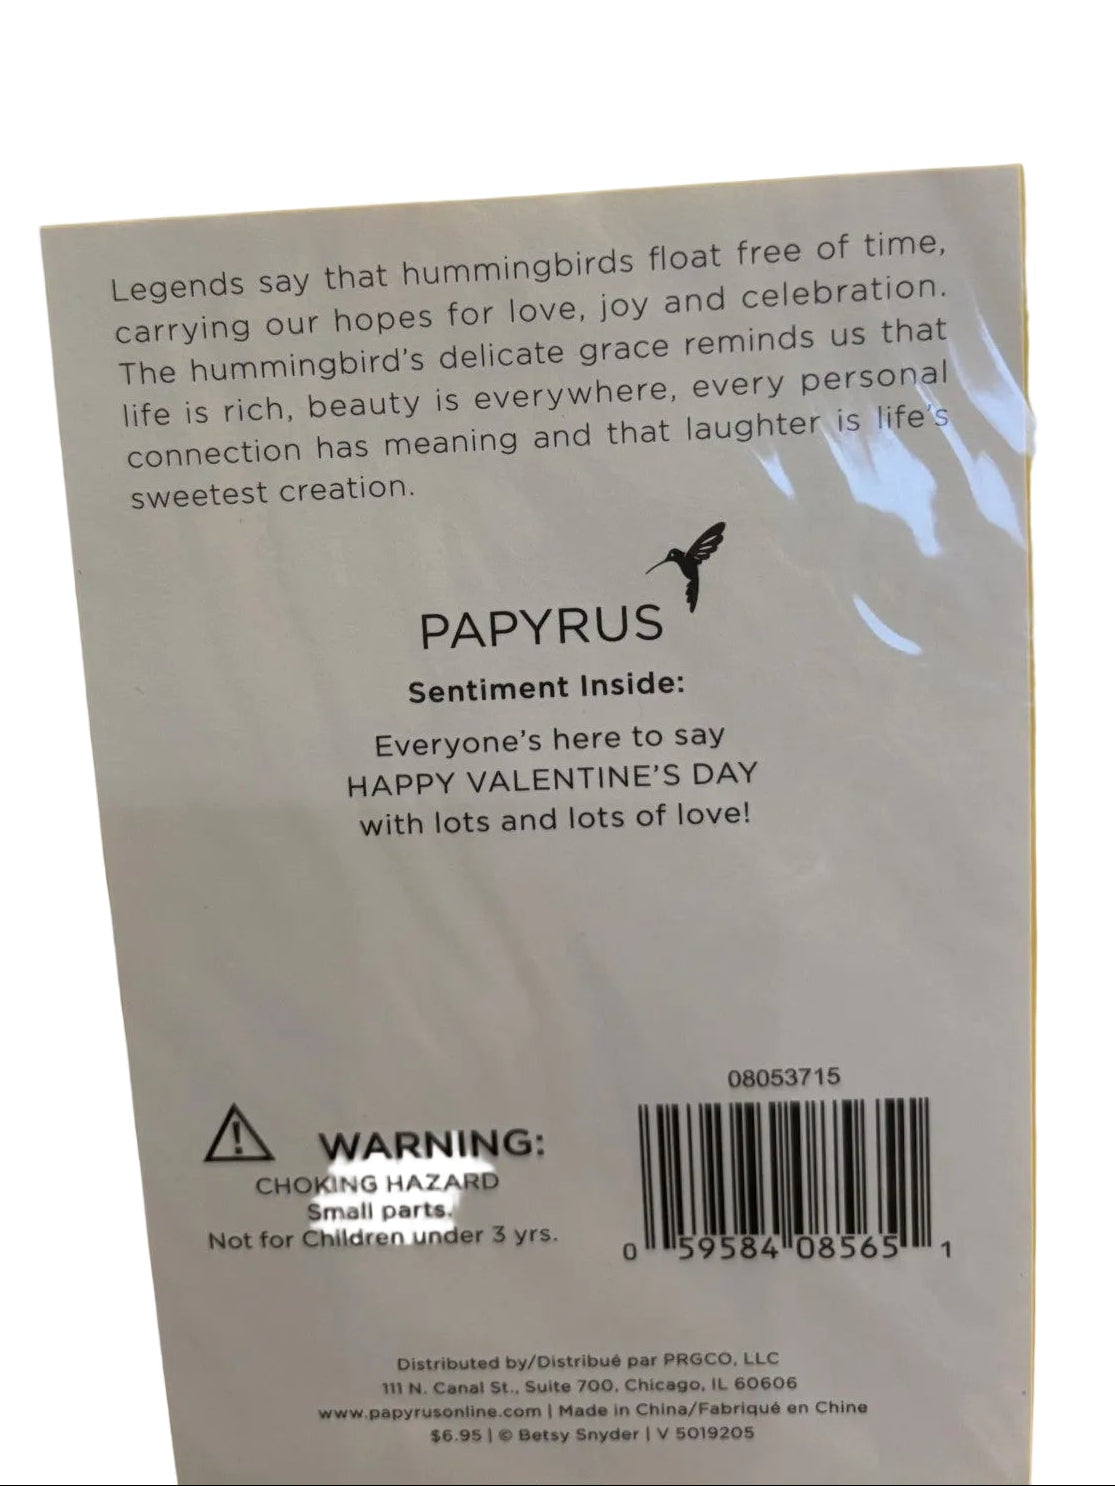 Legends say that hummingbirds float free of time,
carrying our hopes for love, joy and celebration.
The hummingbird's delicate grace reminds us that
life is rich, beauty is everywhere, every personal
connection has meaning and that laughter is life's
sweetest creation.
PAPYRUS
Sentiment Inside:
Everyone's here to say
HAPPY VALENTINE'S DAY
with lots and lots of love!
08053715
WARNING:
CHOKING HAZARD
Small parts.
Not for Children under 3 yrs.
0 59584 08565 1
Distributed by/Distribué par PRGCO, LLC
111 N. Canal St., Suite 700, Chicago, IL 60606
www.papyrusonline.com | Made in China/Fabriqué en Chine
$6.95 | © Betsy Snyder | V 5019205